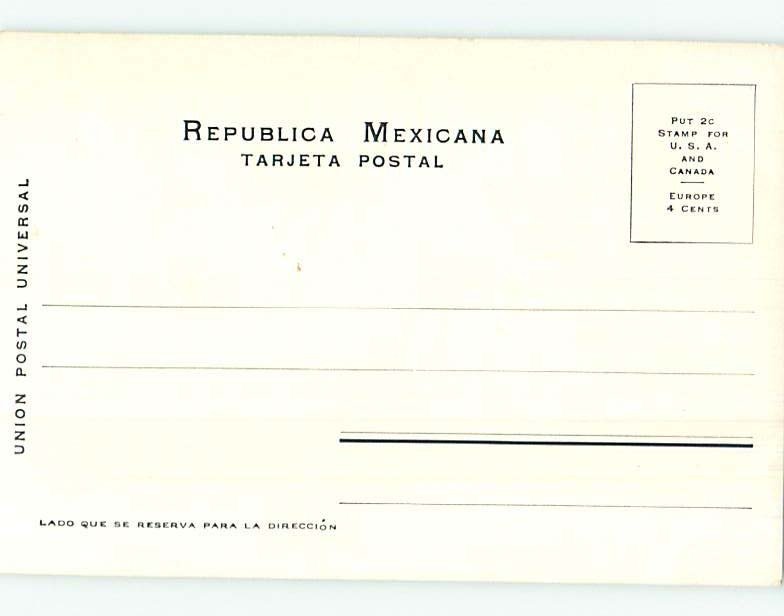 REPUBLICA MEXICANA
TARJETA POSTAL
PUT 2C
STAMP FOR
U. S. A.
AND
CANADA
EUROPE
4 CENTS
UNION POSTAL UNIVERSAL
LADO QUE SE RESERVA PARA LA DIRECCIÓN